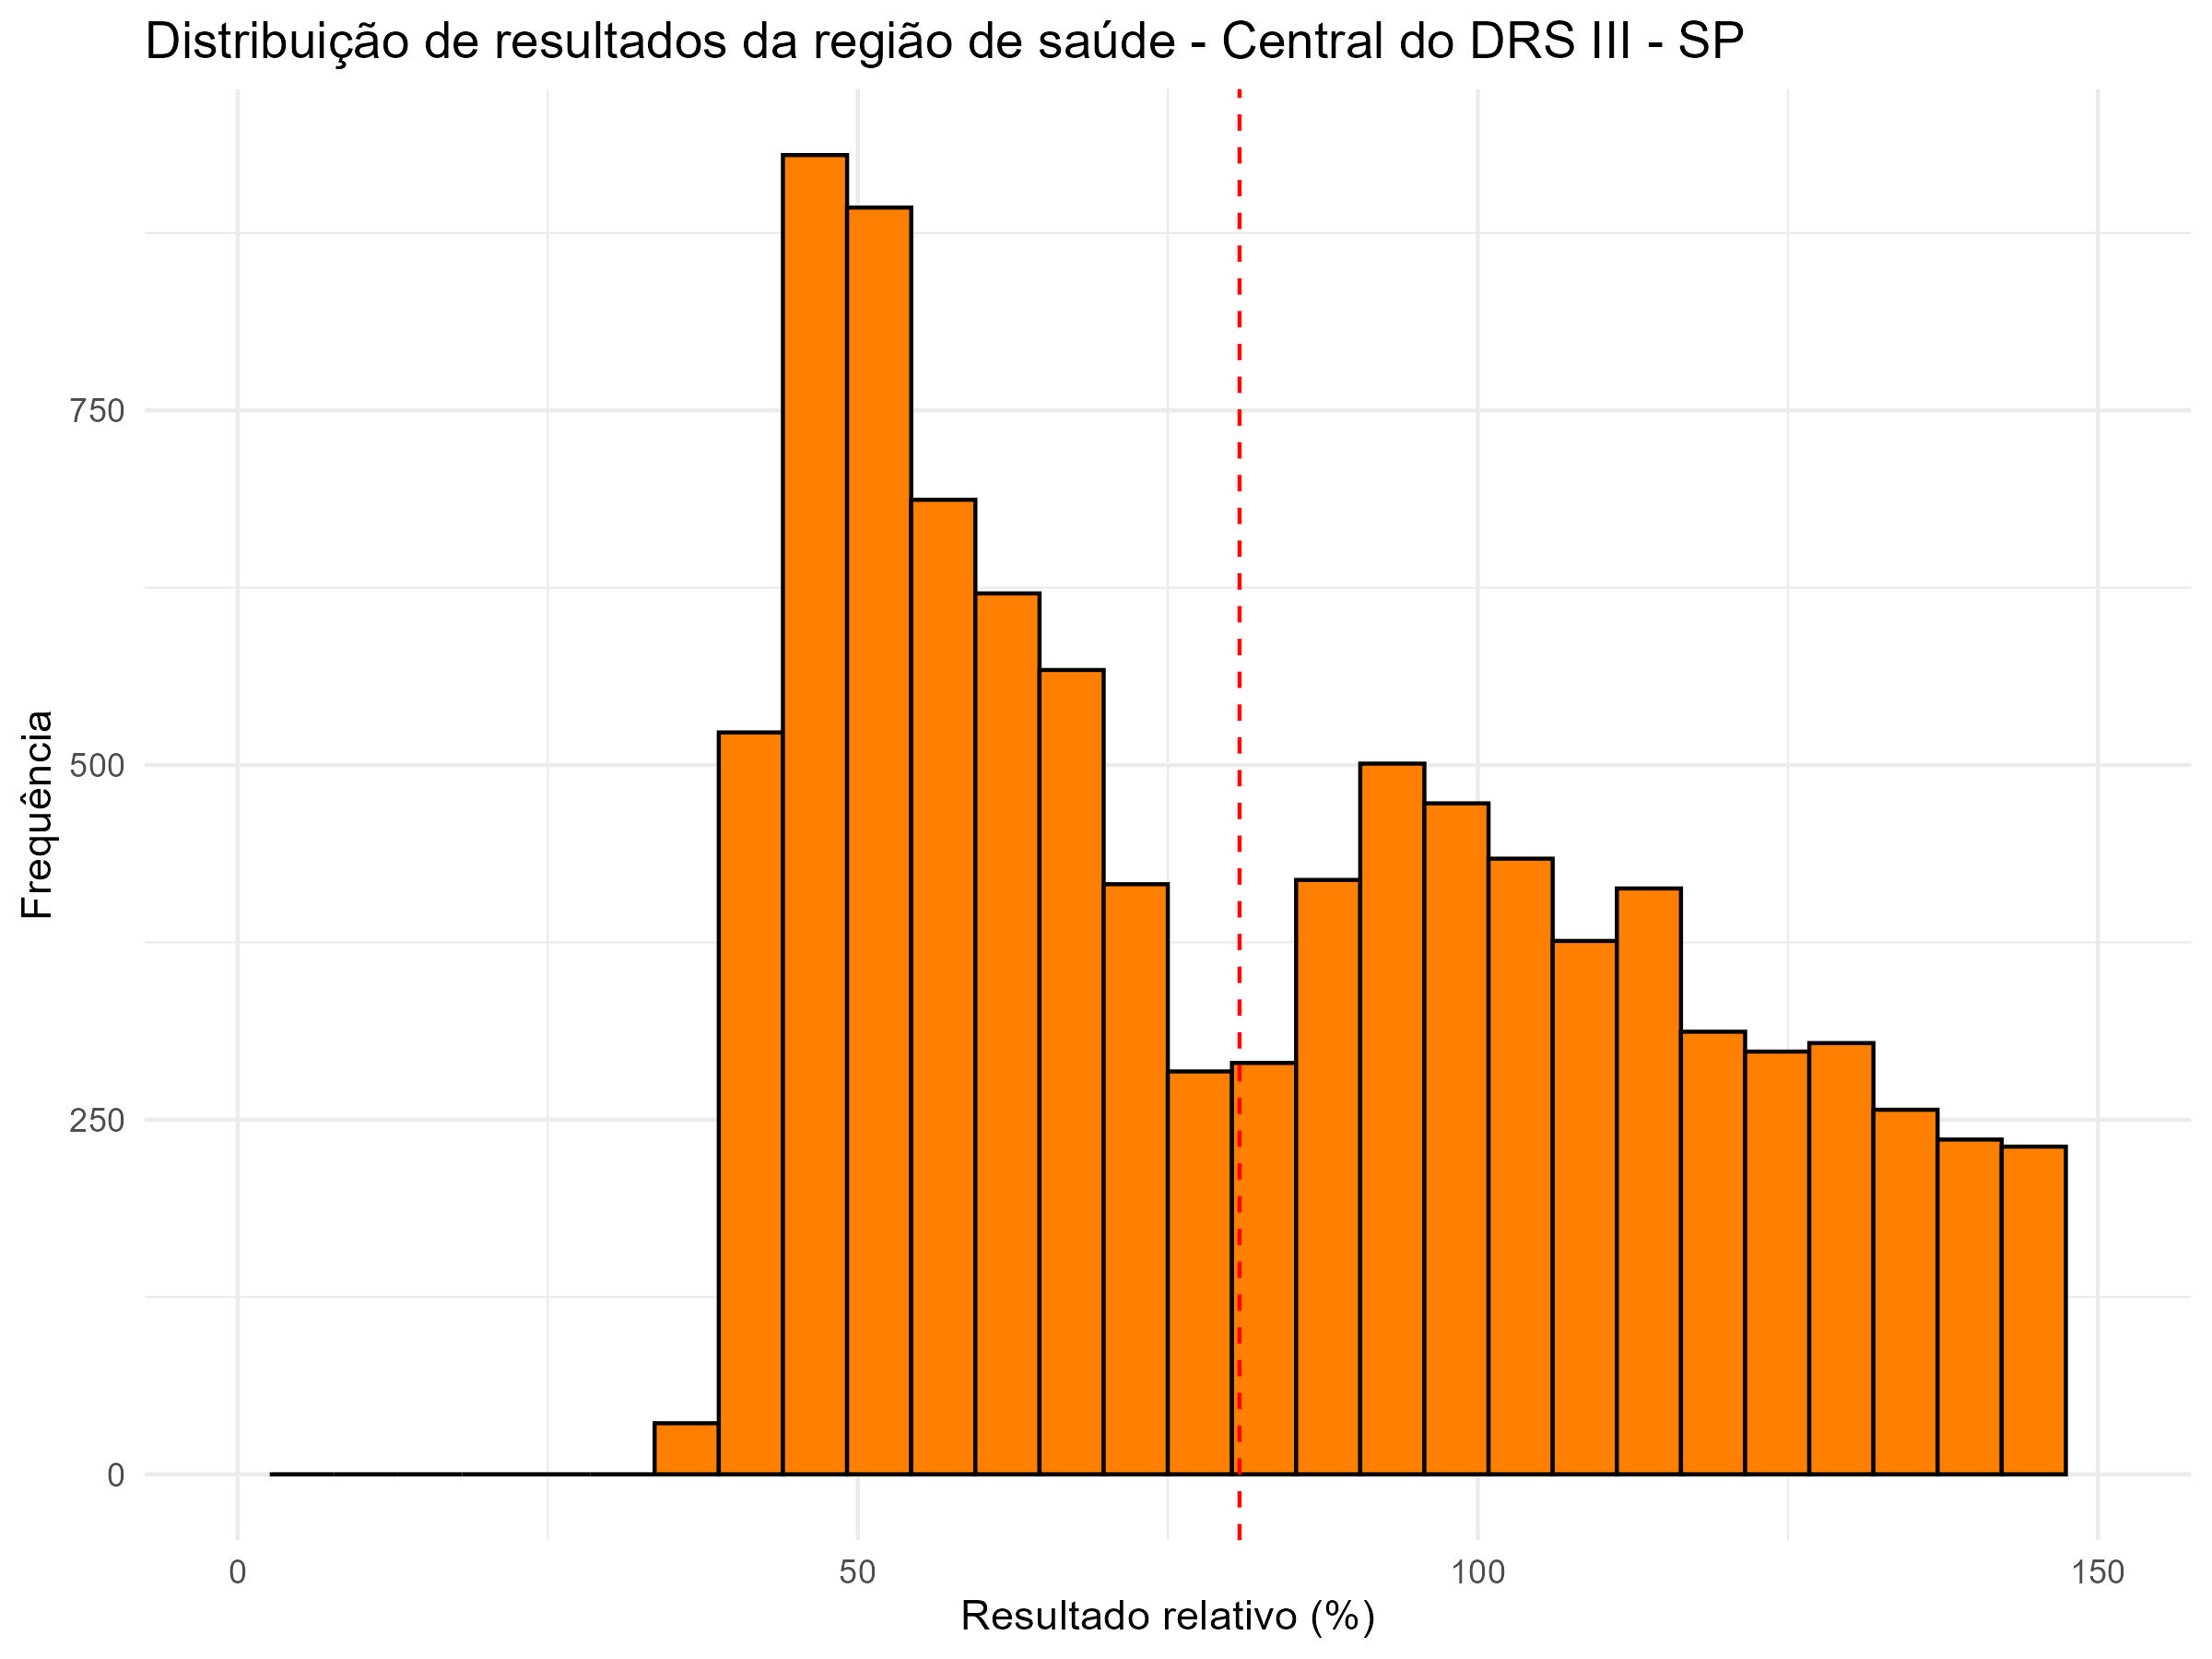 Distribuição de resultados da região de saúde - Central do DRS III - SP
Frequência
750
500
250
0
0
50
100
150
Resultado relativo (%)